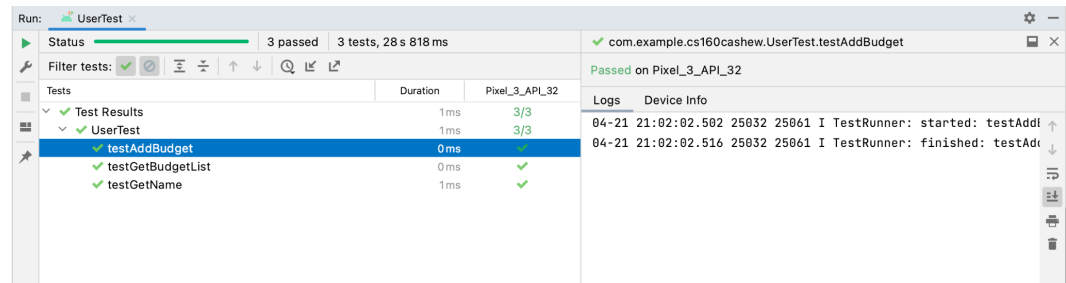 Run: UserTest
Status 3 passed 3 tests, 28 s 818 ms
Filter tests:
Tests Duration Pixel_3_API_32
Test Results 1 ms 3/3
UserTest 1 ms 3/3
testAddBudget 0 ms
testGetBudgetList 0 ms
testGetName 1 ms
com.example.cs160cashew.UserTest.testAddBudget
Passed on Pixel_3_API_32
Logs Device Info
04-21 21:02:02.502 25032 25061 I TestRunner: started: testAddB
04-21 21:02:02.516 25032 25061 I TestRunner: finished: testAdd